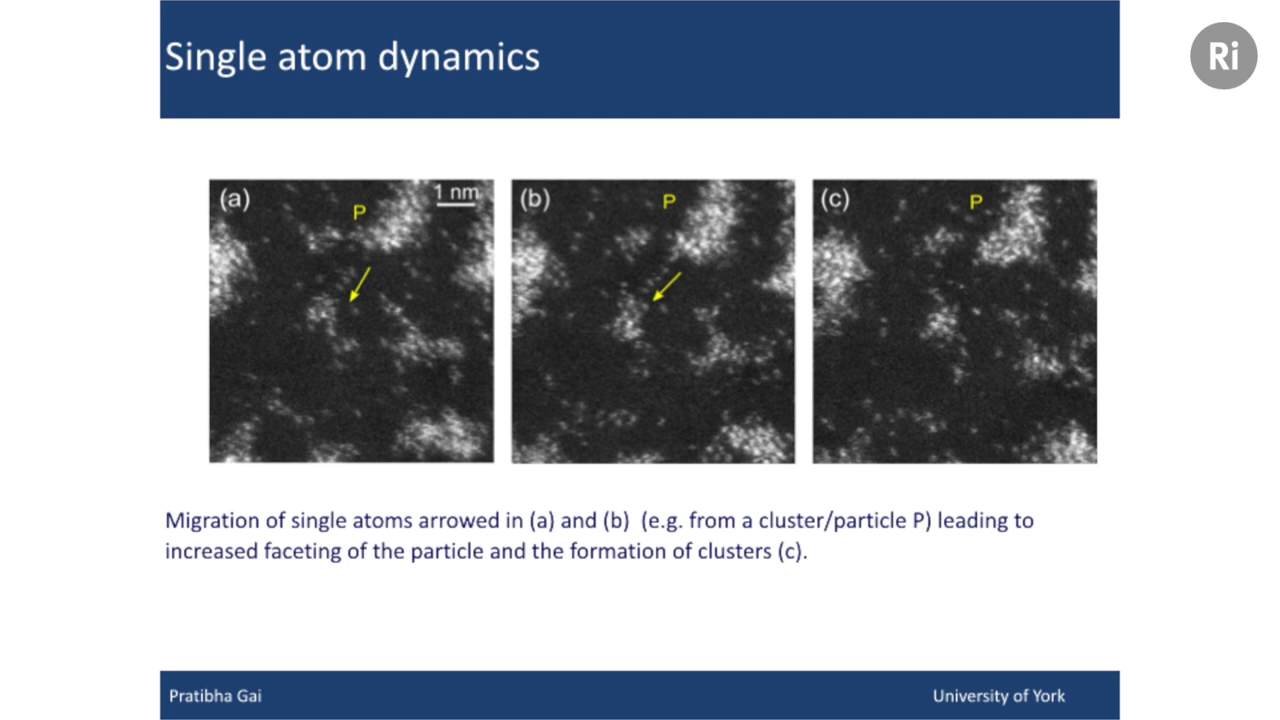 Single atom dynamics
Ri
(a)
1 nm
P
(b)
P
(c)
P
Migration of single atoms arrowed in (a) and (b)  (e.g. from a cluster/particle P) leading to
increased faceting of the particle and the formation of clusters (c).
Pratibha Gai
University of York